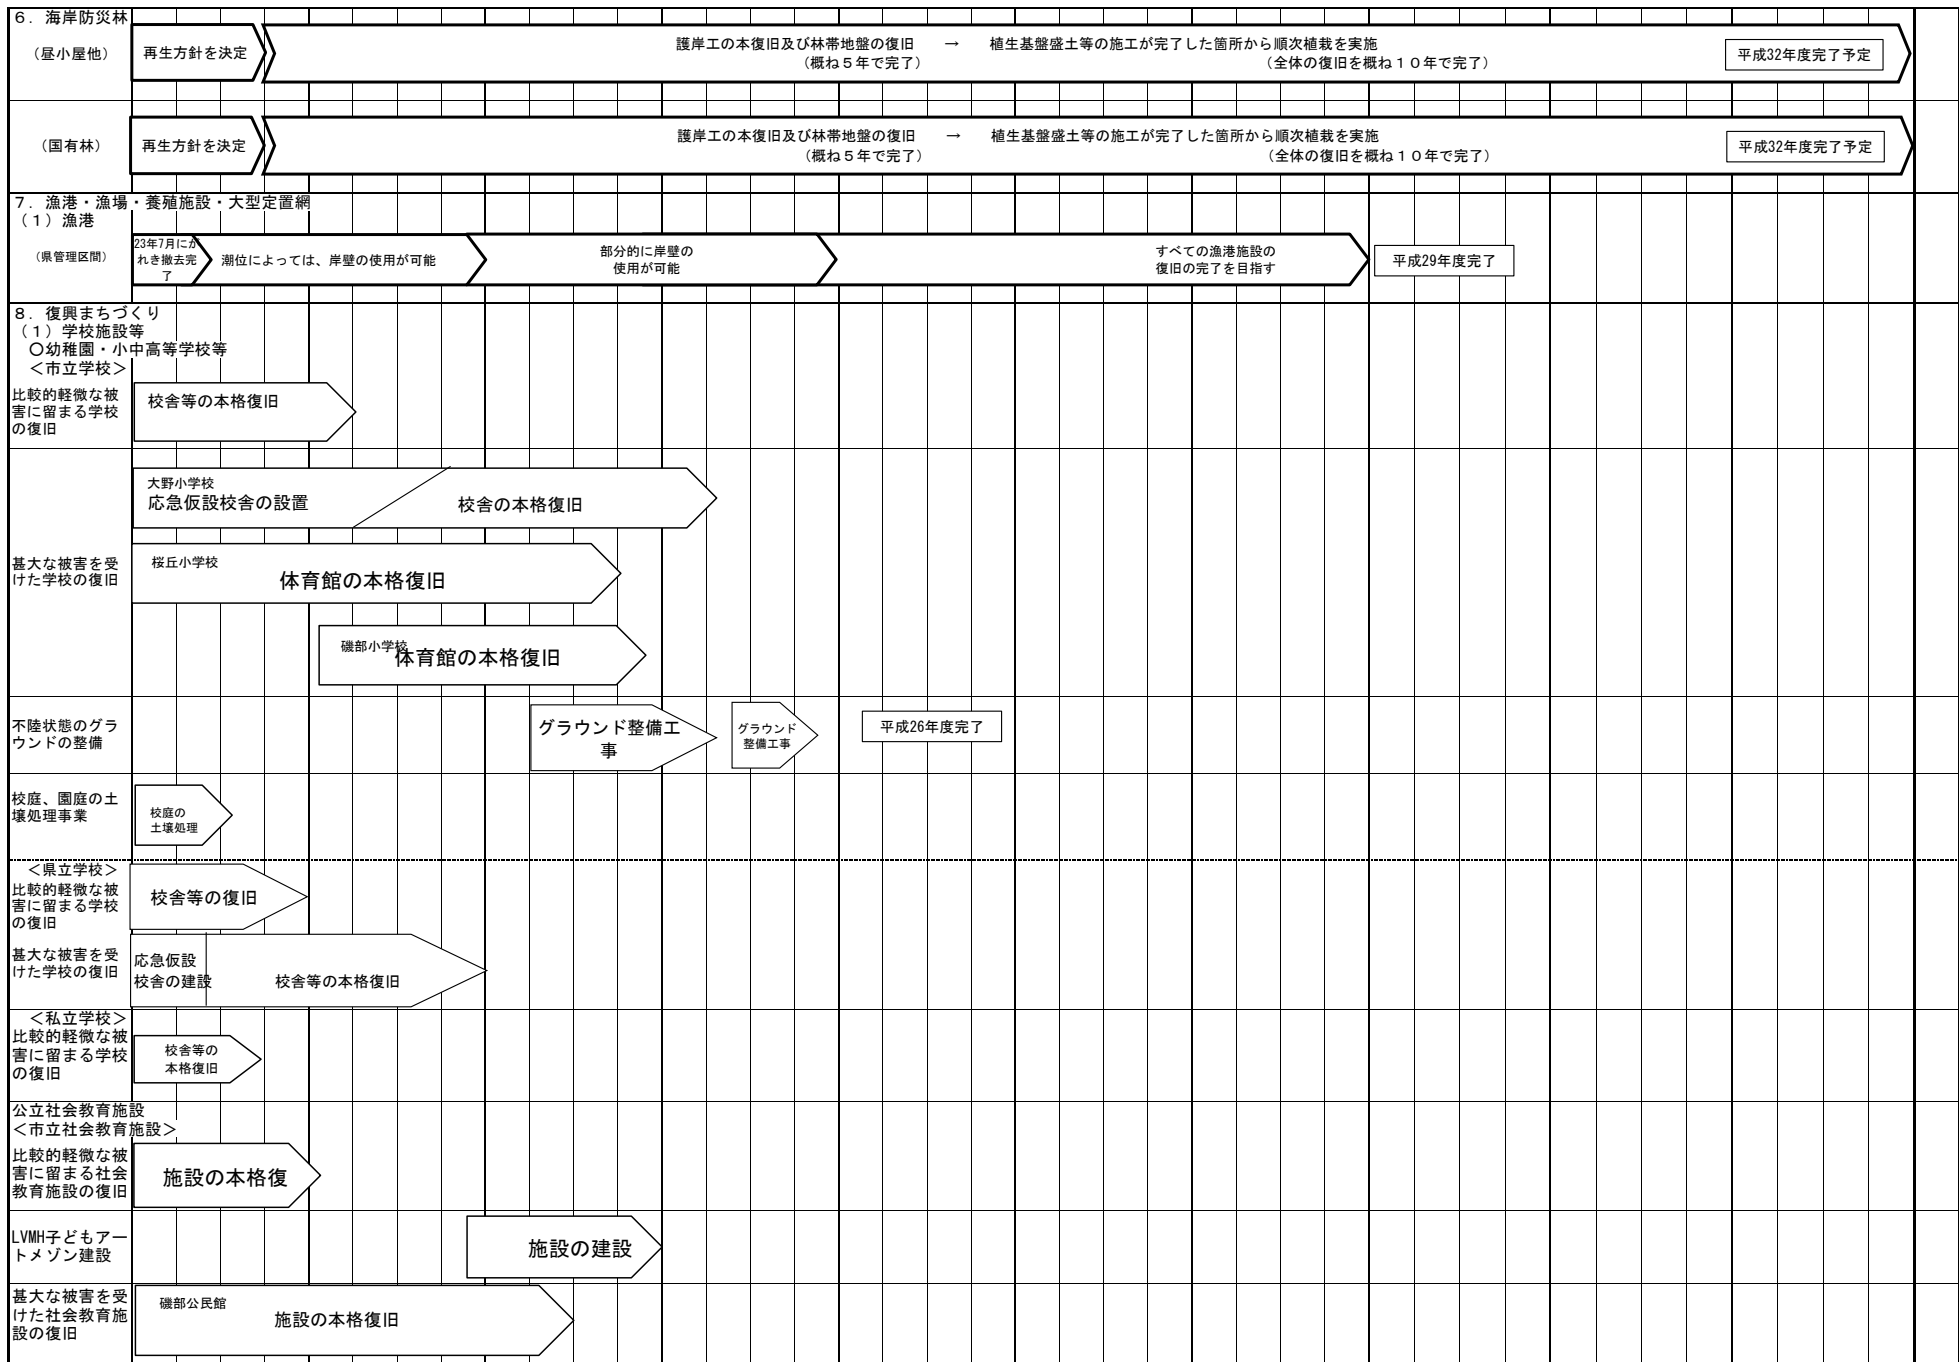 ６．海岸防災林
（昼小屋他）
再生方針を決定
護岸工の本復旧及び林帯地盤の復旧　→　植生基盤盛土等の施工が完了した箇所から順次植栽を実施
（概ね５年で完了）
（全体の復旧を概ね１０年で完了）
平成32年度完了予定
（国有林）
再生方針を決定
護岸工の本復旧及び林帯地盤の復旧　→　植生基盤盛土等の施工が完了した箇所から順次植栽を実施
（概ね５年で完了）
（全体の復旧を概ね１０年で完了）
平成32年度完了予定
７．漁港・漁場・養殖施設・大型定置網
（１）漁港
（県管理区間）
23年7月にが
れき撤去完
了
潮位によっては、岸壁の使用が可能
部分的に岸壁の
使用が可能
すべての漁港施設の
復旧の完了を目指す
平成29年度完了
８．復興まちづくり
（１）学校施設等
〇幼稚園・小中高等学校等
＜市立学校＞
比較的軽微な被
害に留まる学校
の復旧
校舎等の本格復旧
甚大な被害を受
けた学校の復旧
大野小学校
応急仮設校舎の設置
校舎の本格復旧
桜丘小学校
体育館の本格復旧
磯部小学校
体育館の本格復旧
不陸状態のグラ
ウンドの整備
グラウンド整備工
事
グラウンド
整備工事
平成26年度完了
校庭、園庭の土
壌処理事業
校庭の
土壌処理
＜県立学校＞
比較的軽微な被
害に留まる学校
の復旧
校舎等の復旧
甚大な被害を受
けた学校の復旧
応急仮設
校舎の建設
校舎等の本格復旧
＜私立学校＞
比較的軽微な被
害に留まる学校
の復旧
校舎等の
本格復旧
公立社会教育施設
＜市立社会教育施設＞
比較的軽微な被
害に留まる社会
教育施設の復旧
施設の本格復
LVMH子どもアー
トメゾン建設
施設の建設
甚大な被害を受
けた社会教育施
設の復旧
磯部公民館
施設の本格復旧